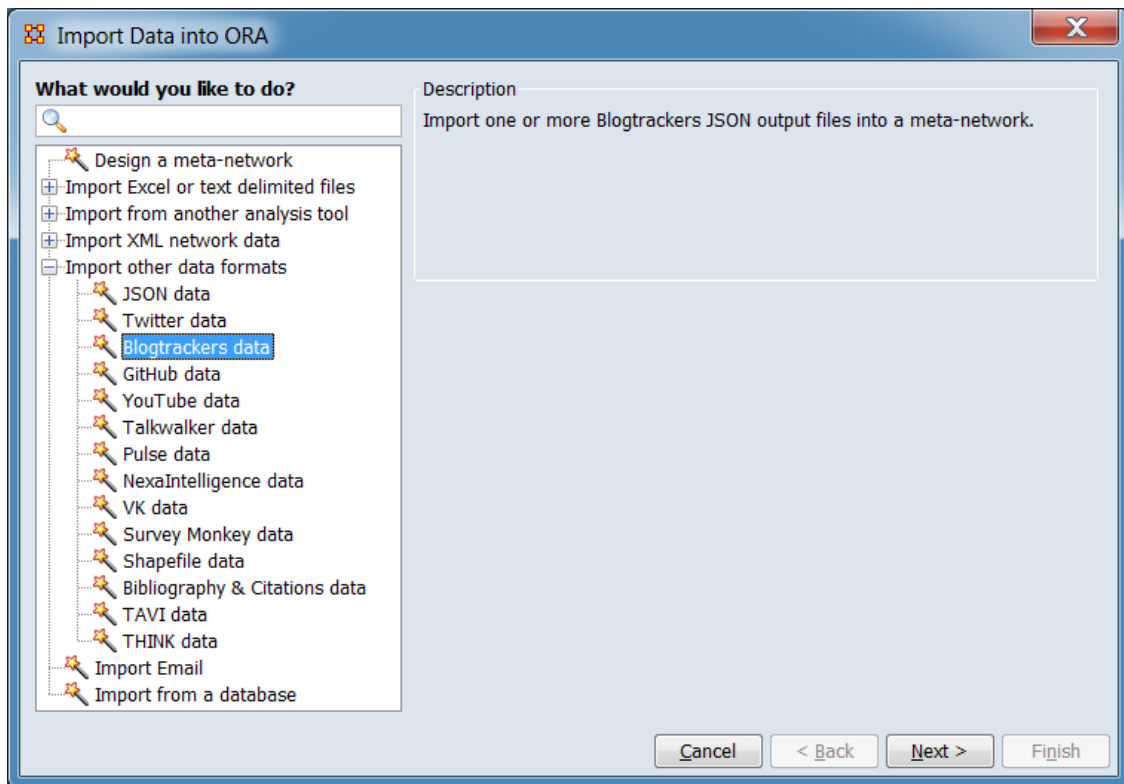 Import Data into ORA
What would you like to do?
Design a meta-network
Import Excel or text delimited files
Import from another analysis tool
Import XML network data
Import other data formats
JSON data
Twitter data
Blogtrackers data
GitHub data
YouTube data
Talkwalker data
Pulse data
NexaIntelligence data
VK data
Survey Monkey data
Shapefile data
Bibliography & Citations data
TAVI data
THINK data
Import Email
Import from a database
Description
Import one or more Blogtrackers JSON output files into a meta-network.
Cancel
< Back
Next >
Finish